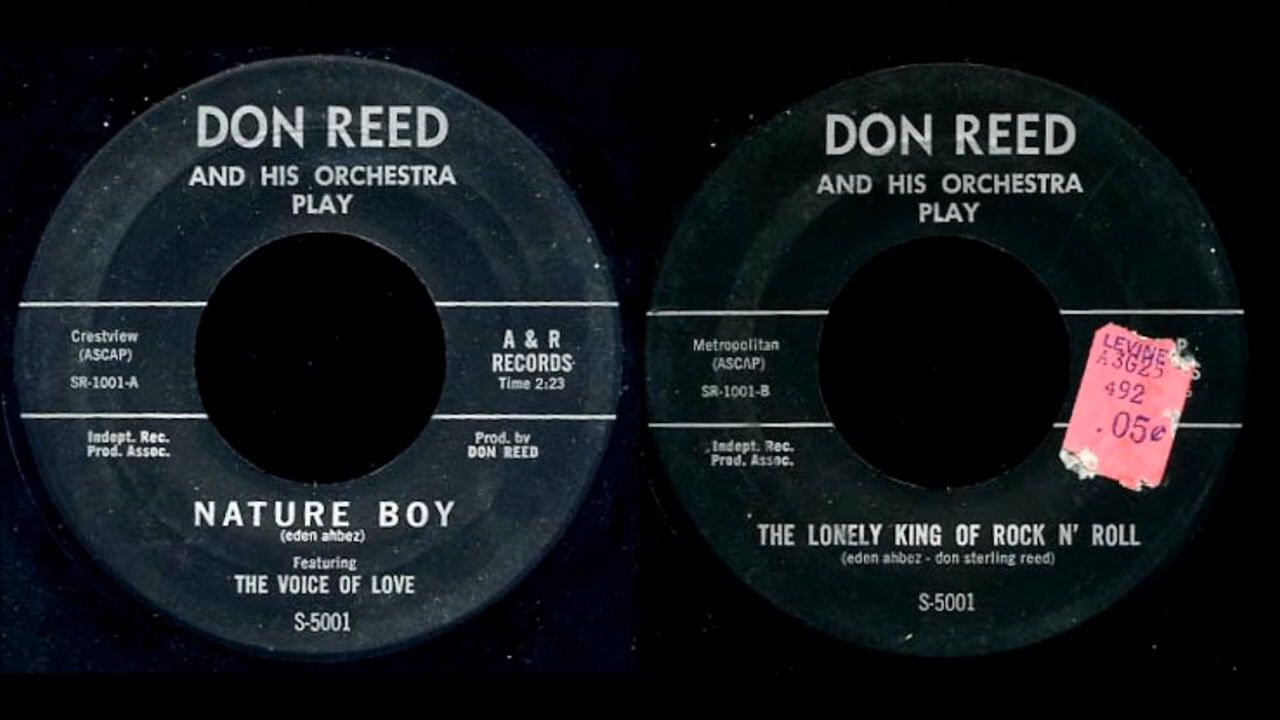 DON REED
AND HIS ORCHESTRA
PLAY
Crestview
(ASCAP)
SR-1001-A
A & R
RECORDS
Time 2:23
Indept. Rec.
Prod. Assoc.
Prod. by
DON REED
NATURE BOY
(eden ahbez)
Featuring
THE VOICE OF LOVE
S-5001
DON REED
AND HIS ORCHESTRA
PLAY
Metropolitan
(ASCAP)
SR-1001-B
LEVINE
A3G25
492
.05¢
Indept. Rec.
Prod. Assoc.
THE LONELY KING OF ROCK N' ROLL
(eden ahbez - don sterling reed)
S-5001